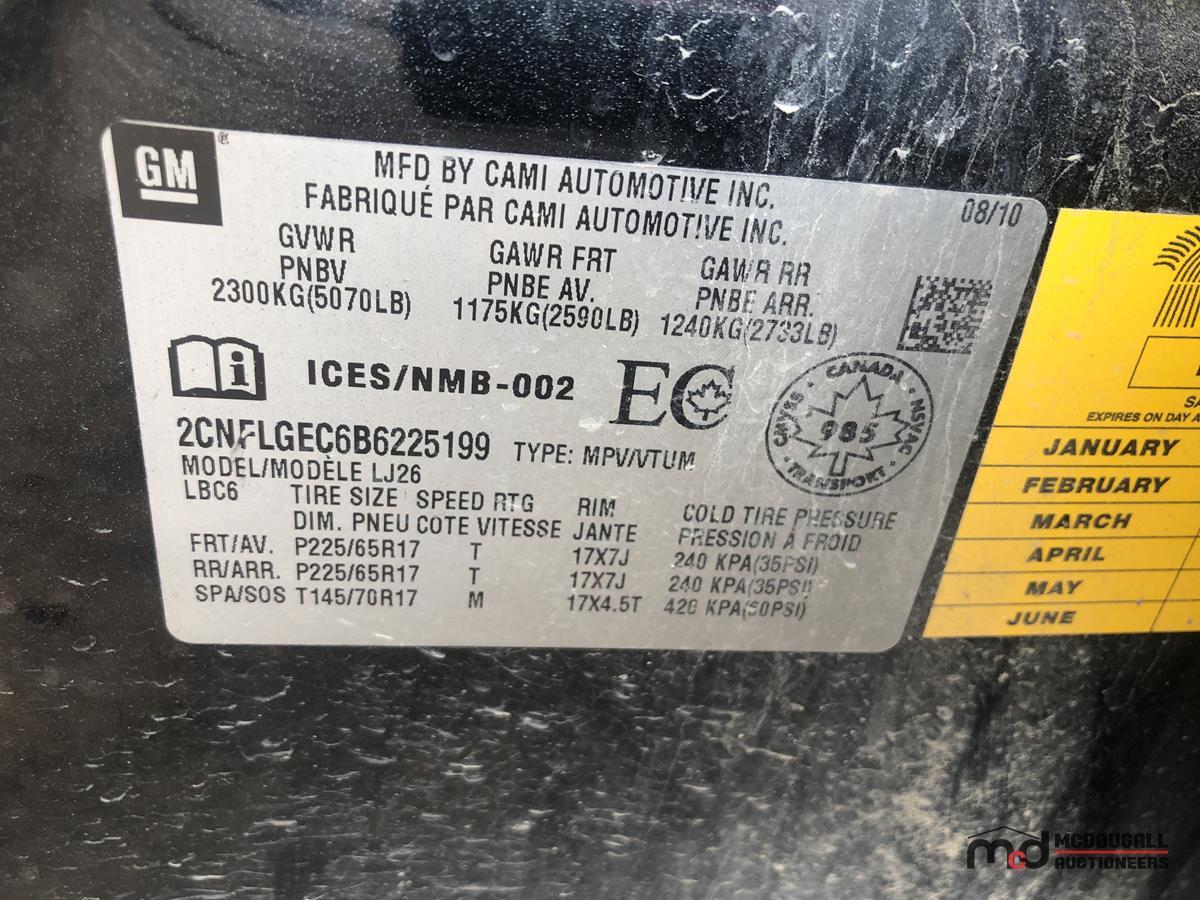 GM®
MFD BY CAMI AUTOMOTIVE INC.
FABRIQUÉ PAR CAMI AUTOMOTIVE INC.
08/10
GVWR GAWR FRT GAWR RR
PNBV PNBE AV. PNBE ARR.
2300KG(5070LB) 1175KG(2590LB) 1240KG(2733LB)
i ICES/NMB-002 EC
CANADA
CMVSS 985 NSVAC
TRANSPORT
2CNFLGEC6B6225199 TYPE: MPV/VTUM
MODEL/MODÈLE LJ26
LBC6 TIRE SIZE SPEED RTG RIM COLD TIRE PRESSURE
DIM. PNEU COTE VITESSE JANTE PRESSION À FROID
FRT/AV. P225/65R17 T 17X7J 240 KPA(35PSI)
RR/ARR. P225/65R17 T 17X7J 240 KPA(35PSI)
SPA/SOS T145/70R17 M 17X4.5T 420 KPA(60PSI)
EXPIRES ON DAY
JANUARY
FEBRUARY
MARCH
APRIL
MAY
JUNE
mcd MCDOUGALL
AUCTIONEERS